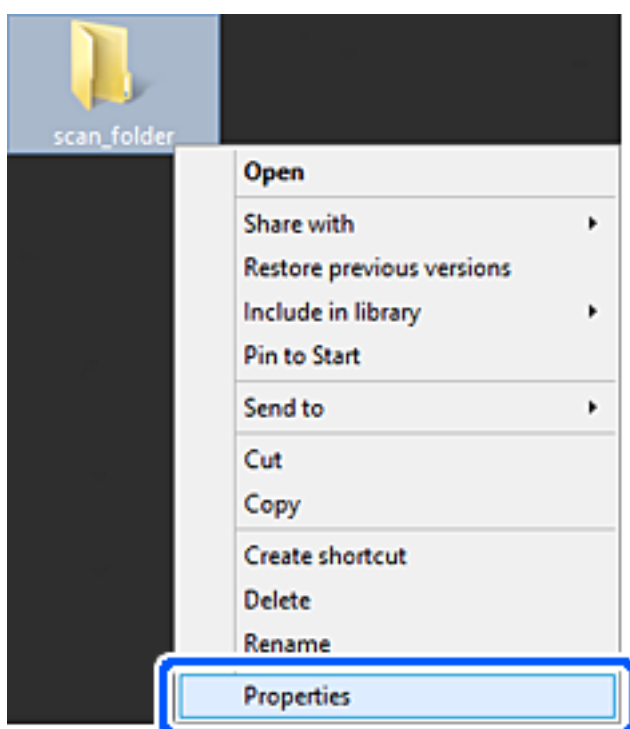 scan_folder
Open
Share with
Restore previous versions
Include in library
Pin to Start
Send to
Cut
Copy
Create shortcut
Delete
Rename
Properties